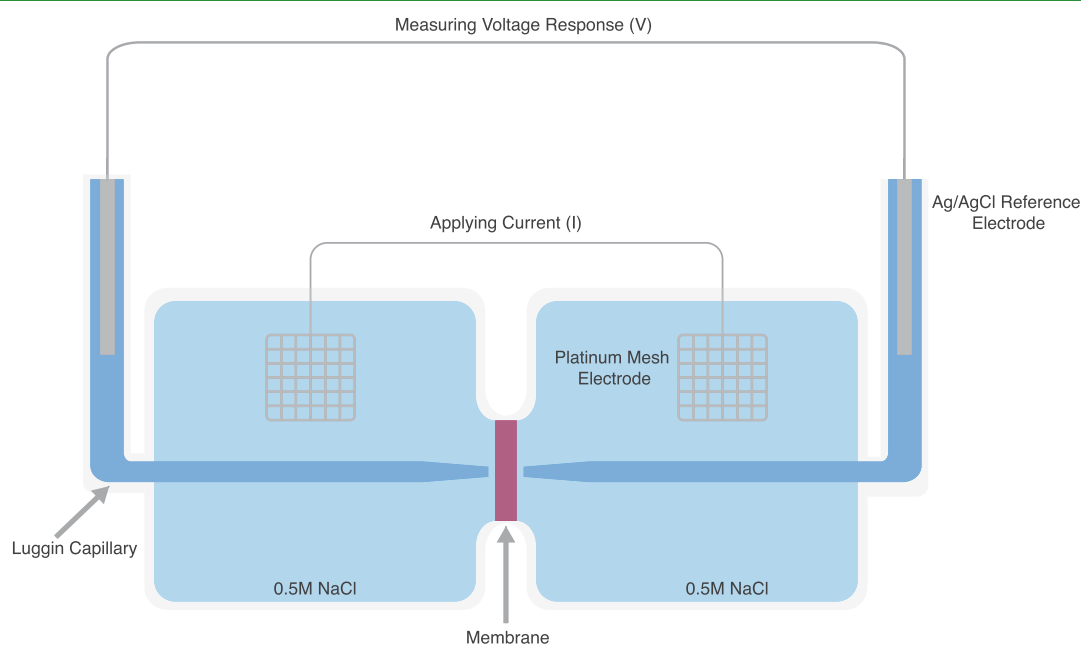 Measuring Voltage Response (V)
Ag/AgCl Reference
Electrode
Applying Current (I)
Platinum Mesh
Electrode
Luggin Capillary
0.5M NaCl
0.5M NaCl
Membrane